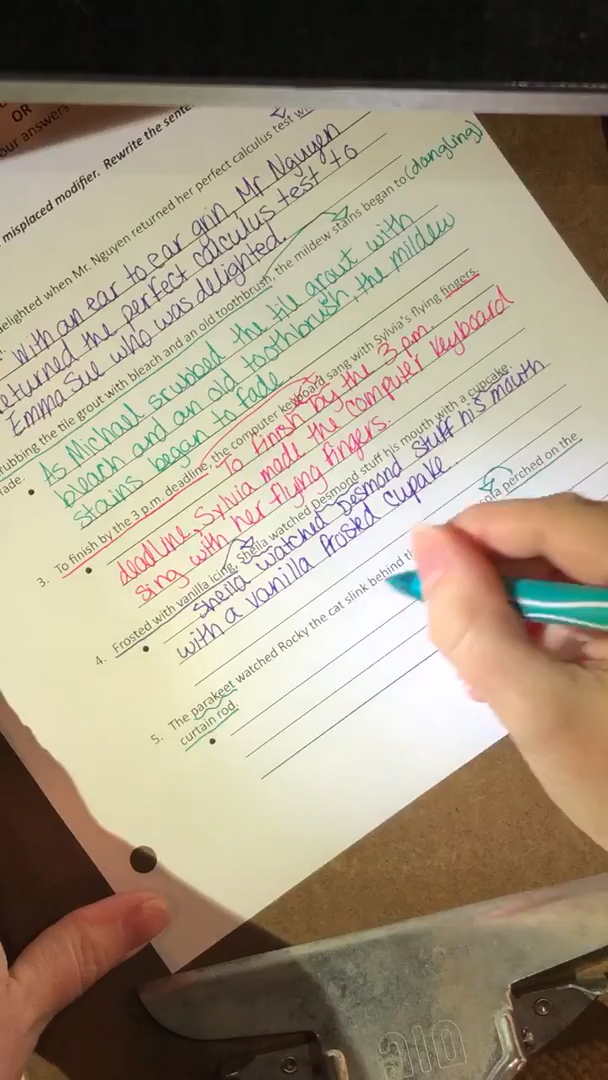 OR
our answers
misplaced modifier. Rewrite the sente
delighted when Mr. Nguyen returned her perfect calculus test
With an ear to ear grin, Mr Nguyen
returned the perfect calculus test to
Emma Sue who was delighted.
rubbing the tile grout with bleach and an old toothbrush, the mildew stains began to (dangling)
fade.
As Michael srubbed the tile grout with
bleach and an old toothbrush, the mildew
stains began to fade
3. To finish by the 3 p.m. deadline, the computer keyboard sang with Sylvia's flying fingers.
To finish by the 3 p.m.
deadline, Sylvia made the computer keyboard
sing with her flying fingers.
4. Frosted with vanilla icing, Sheila watched Desmond stuff his mouth with a cupcake.
Sheila watched Desmond stuff his mouth
with a vanilla frosted cupake.
5. The parakeet watched Rocky the cat slink behind perched on the
curtain rod.